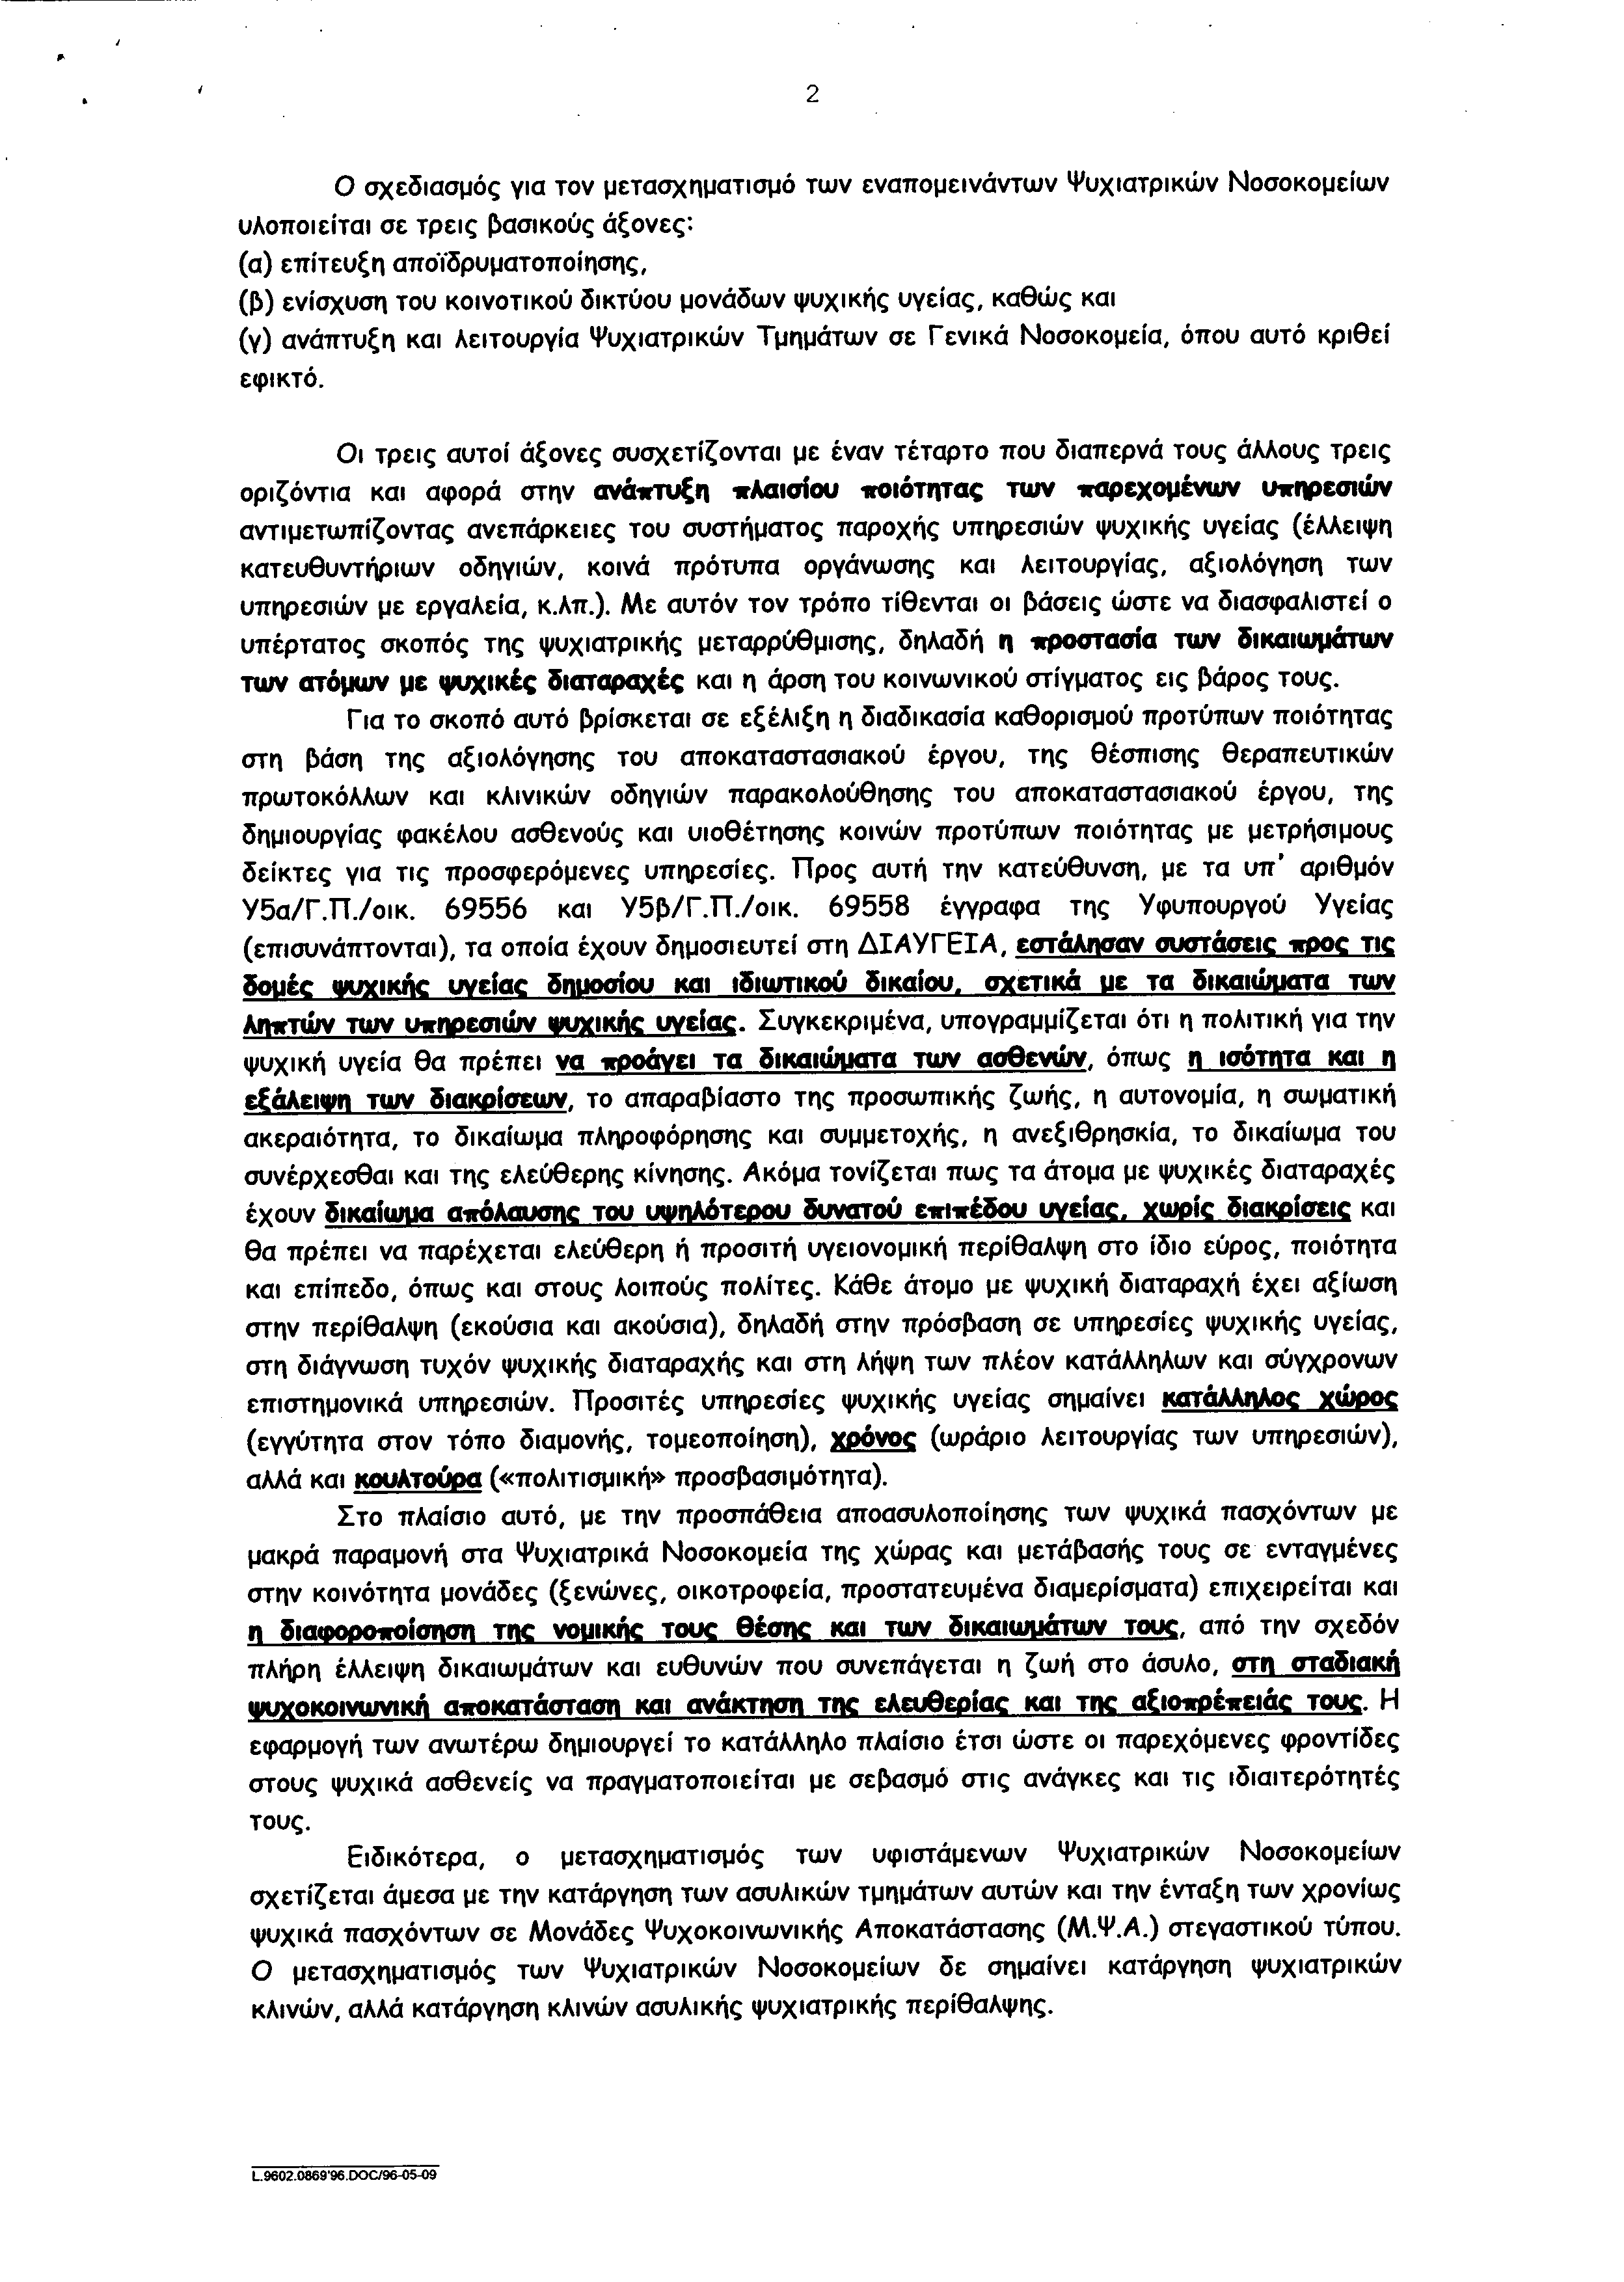 2
Ο σχεδιασμός για τον μετασχηματισμό των εναπομεινάντων Ψυχιατρικών Νοσοκομείων
υλοποιείται σε τρεις βασικούς άξονες:
(α) επίτευξη αποϊδρυματοποίησης,
(β) ενίσχυση του κοινοτικού δικτύου μονάδων ψυχικής υγείας, καθώς και
(γ) ανάπτυξη και λειτουργία Ψυχιατρικών Τμημάτων σε Γενικά Νοσοκομεία, όπου αυτό κριθεί
εφικτό.
Οι τρεις αυτοί άξονες συσχετίζονται με έναν τέταρτο που διαπερνά τους άλλους τρεις
οριζόντια και αφορά στην ανάπτυξη πλαισίου ποιότητας των παρεχομένων υπηρεσιών
αντιμετωπίζοντας ανεπάρκειες του συστήματος παροχής υπηρεσιών ψυχικής υγείας (έλλειψη
κατευθυντήριων οδηγιών, κοινά πρότυπα οργάνωσης και λειτουργίας, αξιολόγηση των
υπηρεσιών με εργαλεία, κ.λπ.). Με αυτόν τον τρόπο τίθενται οι βάσεις ώστε να διασφαλιστεί ο
υπέρτατος σκοπός της ψυχιατρικής μεταρρύθμισης, δηλαδή η προστασία των δικαιωμάτων
των ατόμων με ψυχικές διαταραχές και η άρση του κοινωνικού στίγματος εις βάρος τους.
Για το σκοπό αυτό βρίσκεται σε εξέλιξη η διαδικασία καθορισμού προτύπων ποιότητας
στη βάση της αξιολόγησης του αποκαταστασιακού έργου, της θέσπισης θεραπευτικών
πρωτοκόλλων και κλινικών οδηγιών παρακολούθησης του αποκαταστασιακού έργου, της
δημιουργίας φακέλου ασθενούς και υιοθέτησης κοινών προτύπων ποιότητας με μετρήσιμους
δείκτες για τις προσφερόμενες υπηρεσίες. Προς αυτή την κατεύθυνση, με τα υπ' αριθμόν
Υ5α/Γ.Π./οικ. 69556 και Υ5β/Γ.Π./οικ. 69558 έγγραφα της Υφυπουργού Υγείας
(επισυνάπτονται), τα οποία έχουν δημοσιευτεί στη ΔΙΑΥΓΕΙΑ, εστάλησαν συστάσεις προς τις
δομές ψυχικής υγείας δημοσίου και ιδιωτικού δικαίου, σχετικά με τα δικαιώματα των
ληπτών των υπηρεσιών ψυχικής υγείας. Συγκεκριμένα, υπογραμμίζεται ότι η πολιτική για την
ψυχική υγεία θα πρέπει να προάγει τα δικαιώματα των ασθενών, όπως η ισότητα και η
εξάλειψη των διακρίσεων, το απαραβίαστο της προσωπικής ζωής, η αυτονομία, η σωματική
ακεραιότητα, το δικαίωμα πληροφόρησης και συμμετοχής, η ανεξιθρησκία, το δικαίωμα του
συνέρχεσθαι και της ελεύθερης κίνησης. Ακόμα τονίζεται πως τα άτομα με ψυχικές διαταραχές
έχουν δικαίωμα απόλαυσης του υψηλότερου δυνατού επιπέδου υγείας, χωρίς διακρίσεις και
θα πρέπει να παρέχεται ελεύθερη ή προσιτή υγειονομική περίθαλψη στο ίδιο εύρος, ποιότητα
και επίπεδο, όπως και στους λοιπούς πολίτες. Κάθε άτομο με ψυχική διαταραχή έχει αξίωση
στην περίθαλψη (εκούσια και ακούσια), δηλαδή στην πρόσβαση σε υπηρεσίες ψυχικής υγείας,
στη διάγνωση τυχόν ψυχικής διαταραχής και στη λήψη των πλέον κατάλληλων και σύγχρονων
επιστημονικά υπηρεσιών. Προσιτές υπηρεσίες ψυχικής υγείας σημαίνει κατάλληλος χώρος
(εγγύτητα στον τόπο διαμονής, τομεοποίηση), χρόνος (ωράριο λειτουργίας των υπηρεσιών),
αλλά και κουλτούρα («πολιτισμική» προσβασιμότητα).
Στο πλαίσιο αυτό, με την προσπάθεια αποασυλοποίησης των ψυχικά πασχόντων με
μακρά παραμονή στα Ψυχιατρικά Νοσοκομεία της χώρας και μετάβασής τους σε ενταγμένες
στην κοινότητα μονάδες (ξενώνες, οικοτροφεία, προστατευμένα διαμερίσματα) επιχειρείται και
η διαφοροποίσηση της νομικής τους θέσης και των δικαιωμάτων τους, από την σχεδόν
πλήρη έλλειψη δικαιωμάτων και ευθυνών που συνεπάγεται η ζωή στο άσυλο, στη σταδιακή
ψυχοκοινωνική αποκατάσταση και ανάκτηση της ελευθερίας και της αξιοπρέπειάς τους. Η
εφαρμογή των ανωτέρω δημιουργεί το κατάλληλο πλαίσιο έτσι ώστε οι παρεχόμενες φροντίδες
στους ψυχικά ασθενείς να πραγματοποιείται με σεβασμό στις ανάγκες και τις ιδιαιτερότητές
τους.
Ειδικότερα, ο μετασχηματισμός των υφιστάμενων Ψυχιατρικών Νοσοκομείων
σχετίζεται άμεσα με την κατάργηση των ασυλικών τμημάτων αυτών και την ένταξη των χρονίως
ψυχικά πασχόντων σε Μονάδες Ψυχοκοινωνικής Αποκατάστασης (Μ.Ψ.Α.) στεγαστικού τύπου.
Ο μετασχηματισμός των Ψυχιατρικών Νοσοκομείων δε σημαίνει κατάργηση ψυχιατρικών
κλινών, αλλά κατάργηση κλινών ασυλικής ψυχιατρικής περίθαλψης.
L.9602.0869'96.DOC/96-05-09